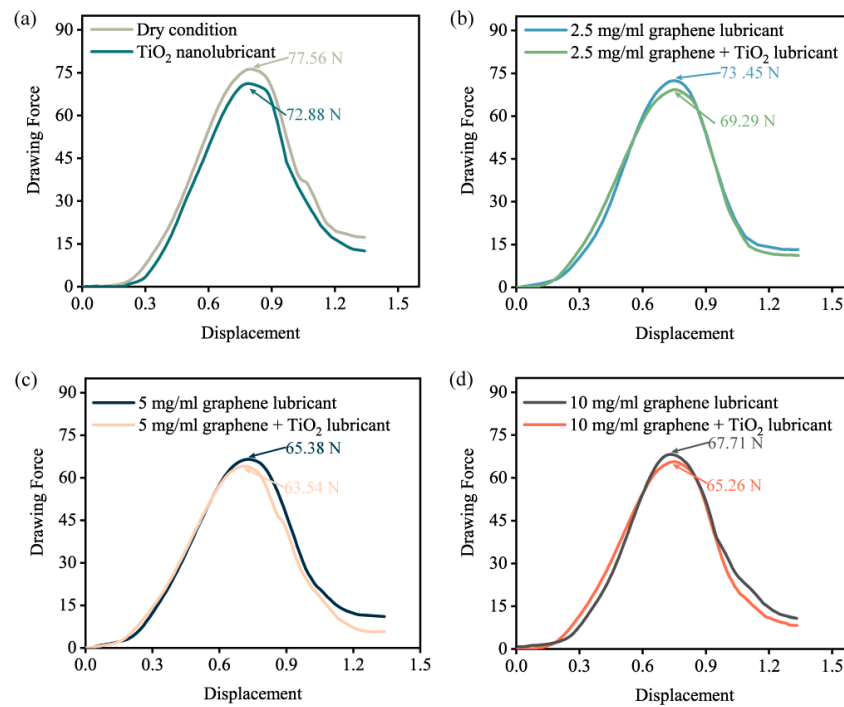 (a)
Dry condition
TiO₂ nanolubricant
77.56 N
72.88 N
90
75
60
45
30
15
0
Drawing Force
0.0 0.3 0.6 0.9 1.2 1.5
Displacement
(b)
2.5 mg/ml graphene lubricant
2.5 mg/ml graphene + TiO₂ lubricant
73 .45 N
69.29 N
90
75
60
45
30
15
0
Drawing Force
0.0 0.3 0.6 0.9 1.2 1.5
Displacement
(c)
5 mg/ml graphene lubricant
5 mg/ml graphene + TiO₂ lubricant
65.38 N
63.54 N
90
75
60
45
30
15
0
Drawing Force
0.0 0.3 0.6 0.9 1.2 1.5
Displacement
(d)
10 mg/ml graphene lubricant
10 mg/ml graphene + TiO₂ lubricant
67.71 N
65.26 N
90
75
60
45
30
15
0
Drawing Force
0.0 0.3 0.6 0.9 1.2 1.5
Displacement